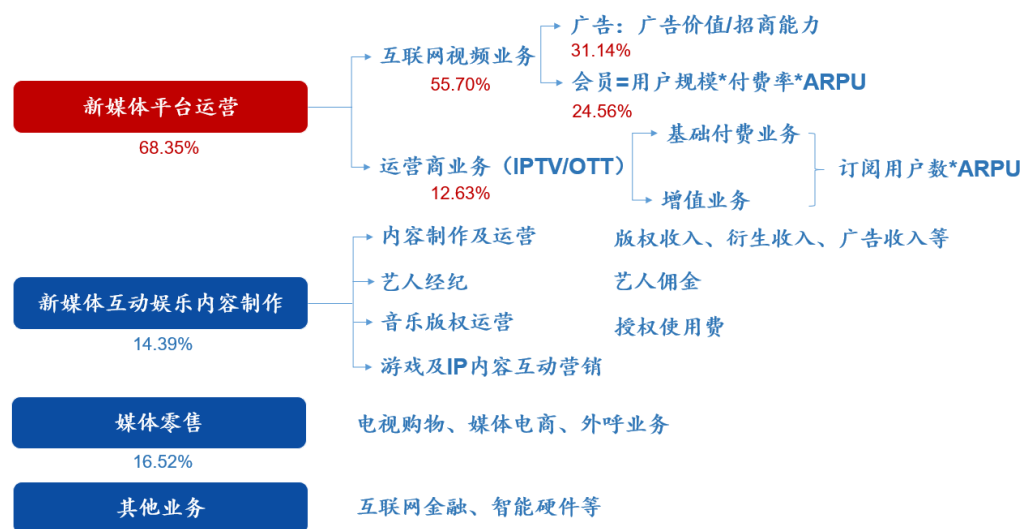 广告：广告价值/招商能力
31.14%
互联网视频业务
55.70%
会员=用户规模*付费率*ARPU
24.56%
新媒体平台运营
68.35%
基础付费业务
运营商业务（IPTV/OTT）
12.63%
订阅用户数*ARPU
增值业务
内容制作及运营
版权收入、衍生收入、广告收入等
新媒体互动娱乐内容制作
14.39%
艺人经纪
艺人佣金
音乐版权运营
授权使用费
游戏及IP内容互动营销
媒体零售
16.52%
电视购物、媒体电商、外呼业务
其他业务
互联网金融、智能硬件等